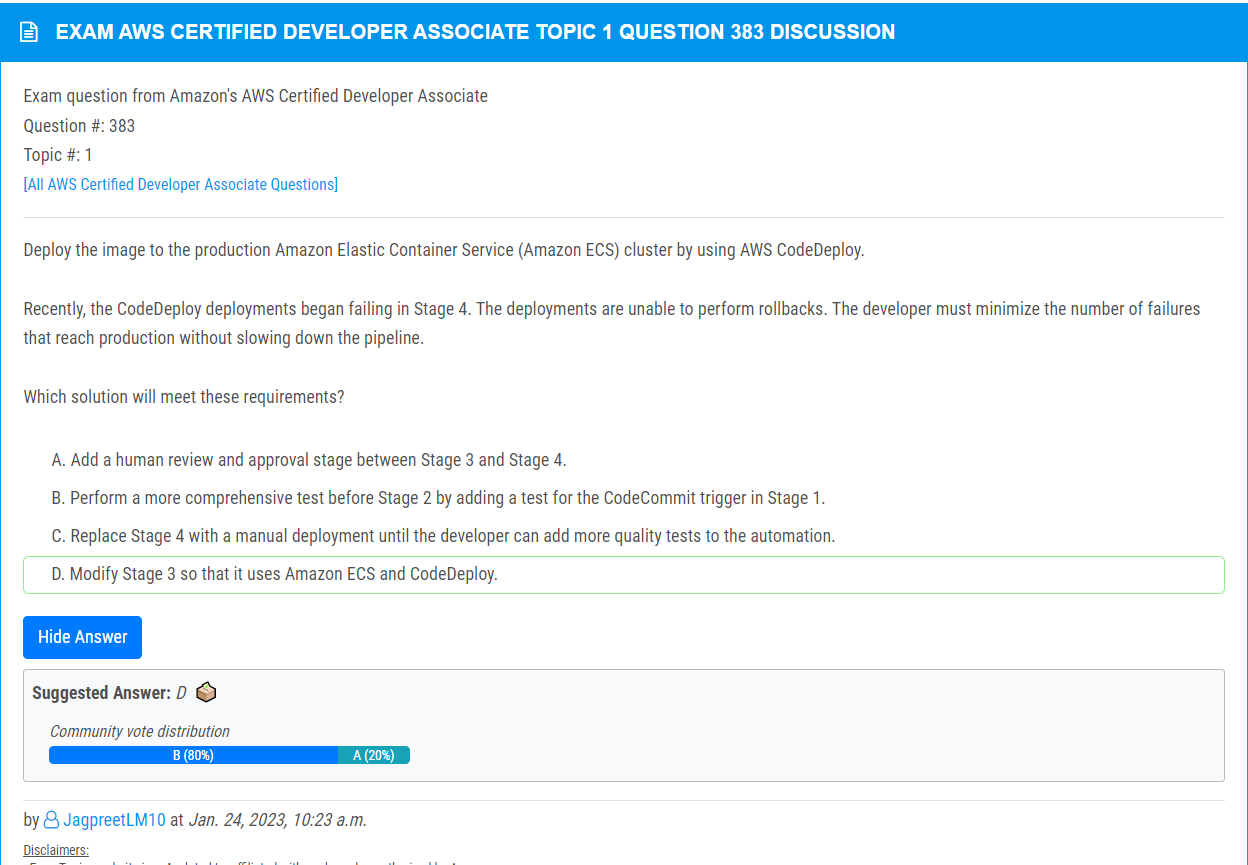 EXAM AWS CERTIFIED DEVELOPER ASSOCIATE TOPIC 1 QUESTION 383 DISCUSSION
Exam question from Amazon's AWS Certified Developer Associate
Question #: 383
Topic #: 1
[All AWS Certified Developer Associate Questions]
Deploy the image to the production Amazon Elastic Container Service (Amazon ECS) cluster by using AWS CodeDeploy.
Recently, the CodeDeploy deployments began failing in Stage 4. The deployments are unable to perform rollbacks. The developer must minimize the number of failures
that reach production without slowing down the pipeline.
Which solution will meet these requirements?
A. Add a human review and approval stage between Stage 3 and Stage 4.
B. Perform a more comprehensive test before Stage 2 by adding a test for the CodeCommit trigger in Stage 1.
C. Replace Stage 4 with a manual deployment until the developer can add more quality tests to the automation.
D. Modify Stage 3 so that it uses Amazon ECS and CodeDeploy.
Hide Answer
Suggested Answer: D
Community vote distribution
B (80%) A (20%)
by JagpreetLM10 at Jan. 24, 2023, 10:23 a.m.
Disclaimers: